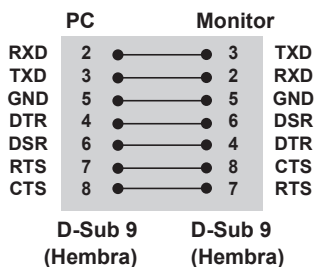 PC Monitor
RXD 2 3 TXD
TXD 3 2 RXD
GND 5 5 GND
DTR 4 6 DSR
DSR 6 4 DTR
RTS 7 8 CTS
CTS 8 7 RTS
D-Sub 9 D-Sub 9
(Hembra) (Hembra)